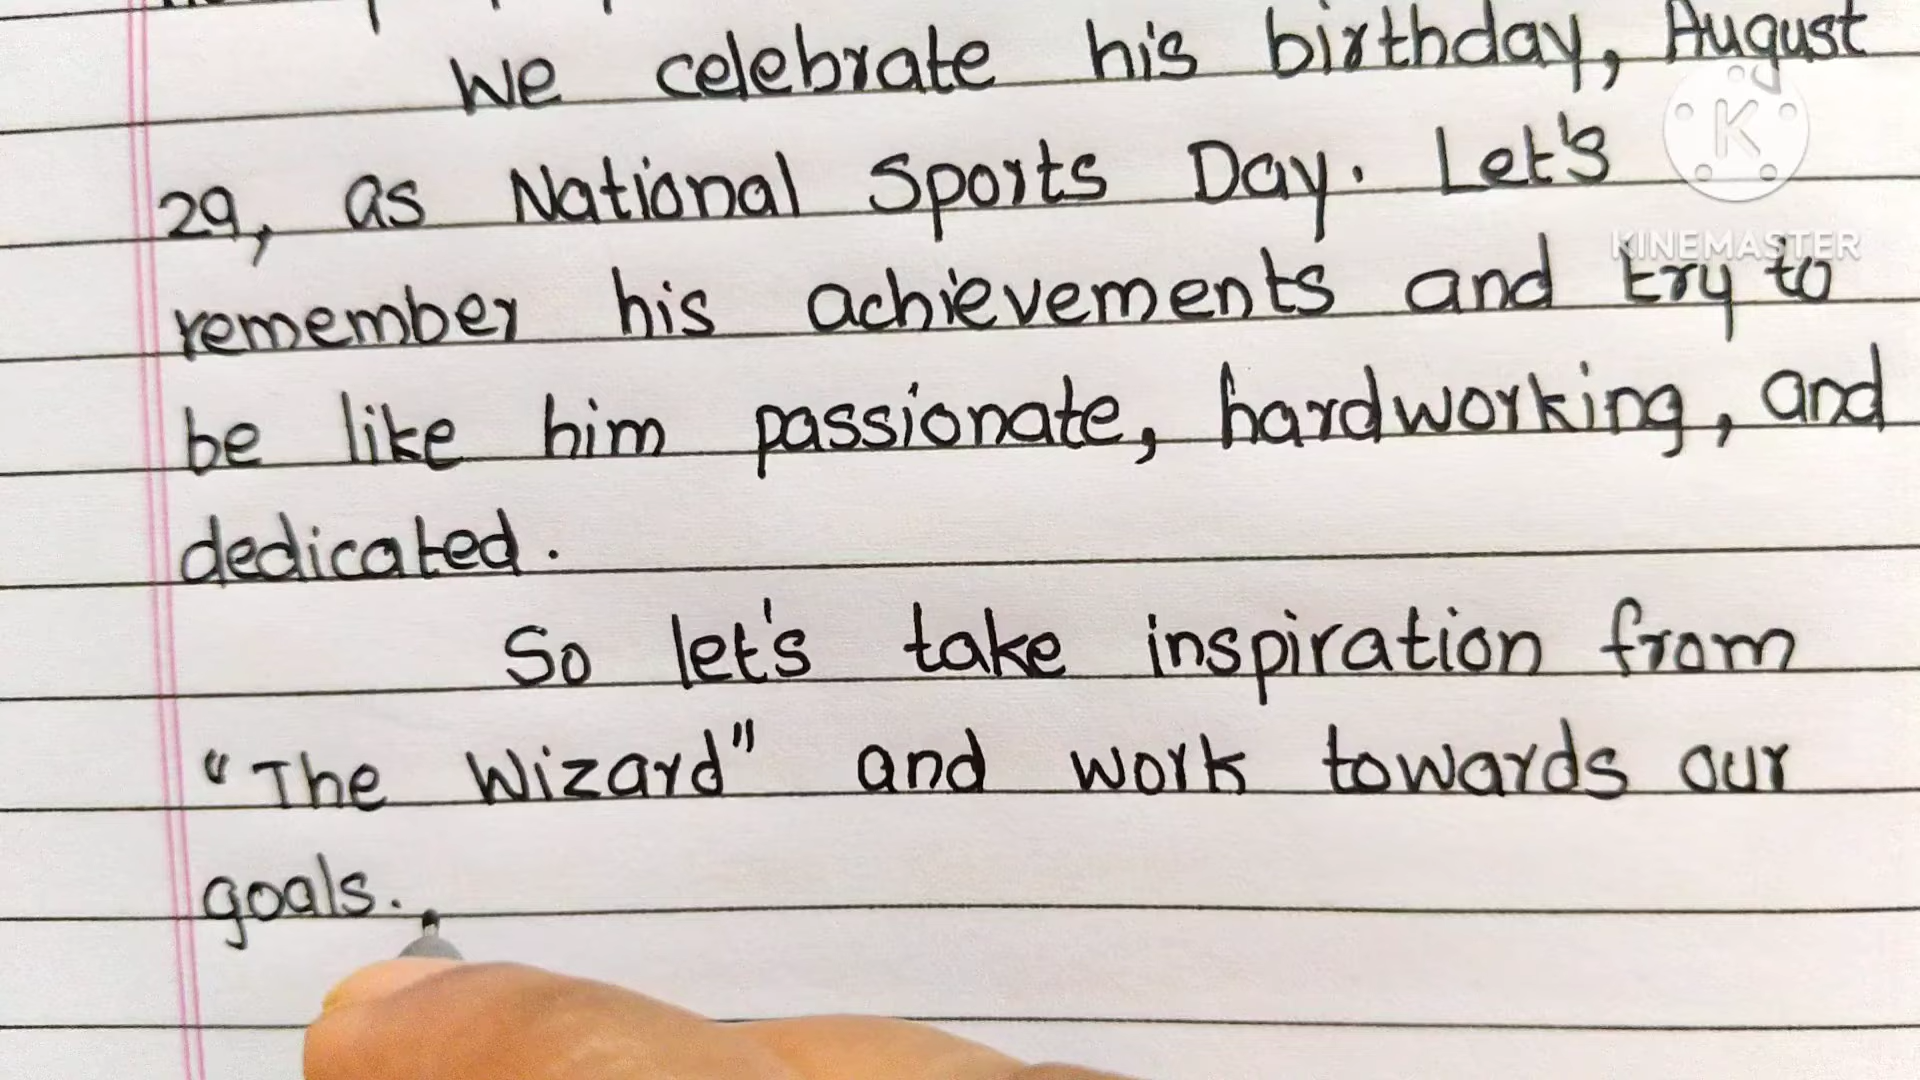 We celebrate his birthday, August
29, as National Sports Day. Let's
remember his achievements and try to
be like him passionate, hardworking, and
dedicated.
So let's take inspiration from
"The Wizard" and work towards our
goals.
K
KINEMASTER